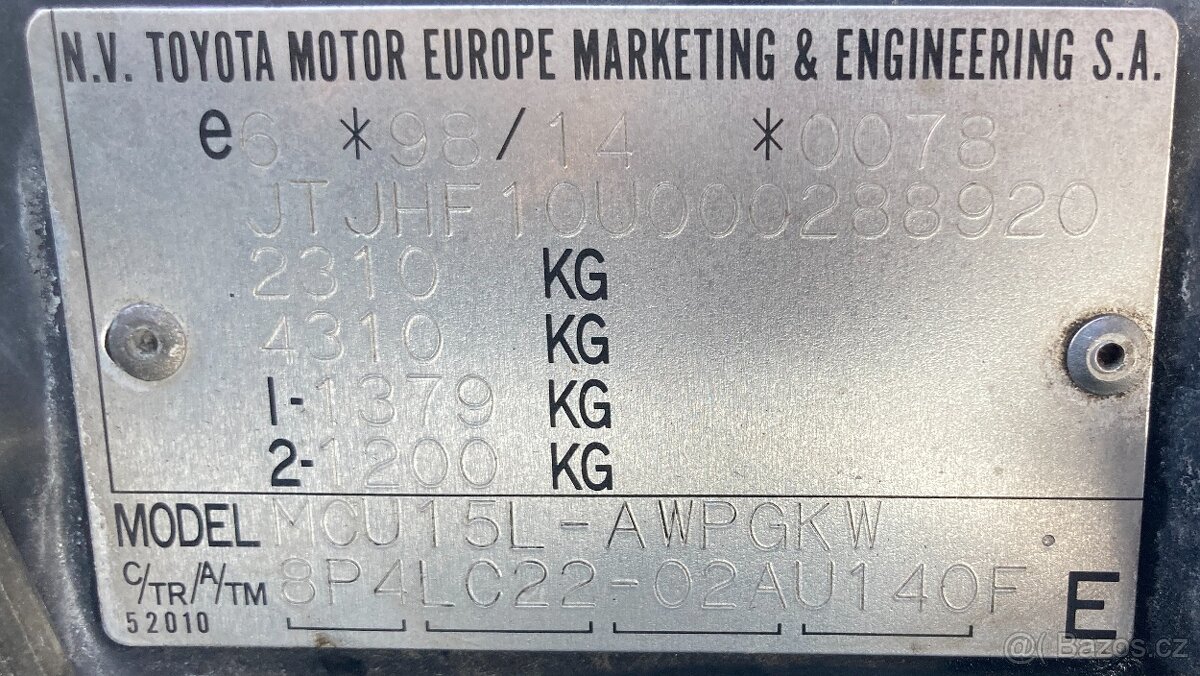 N.V. TOYOTA MOTOR EUROPE MARKETING & ENGINEERING S.A.
e6 *98/14 *0078
JTJHF10U000288920
2310 KG
4310 KG
1-1379 KG
2-1200 KG
MODEL MCU15L-AWPGKW
C/TR/A/TM 8P4LC22-02AU140F E
52010
Bazos.cz